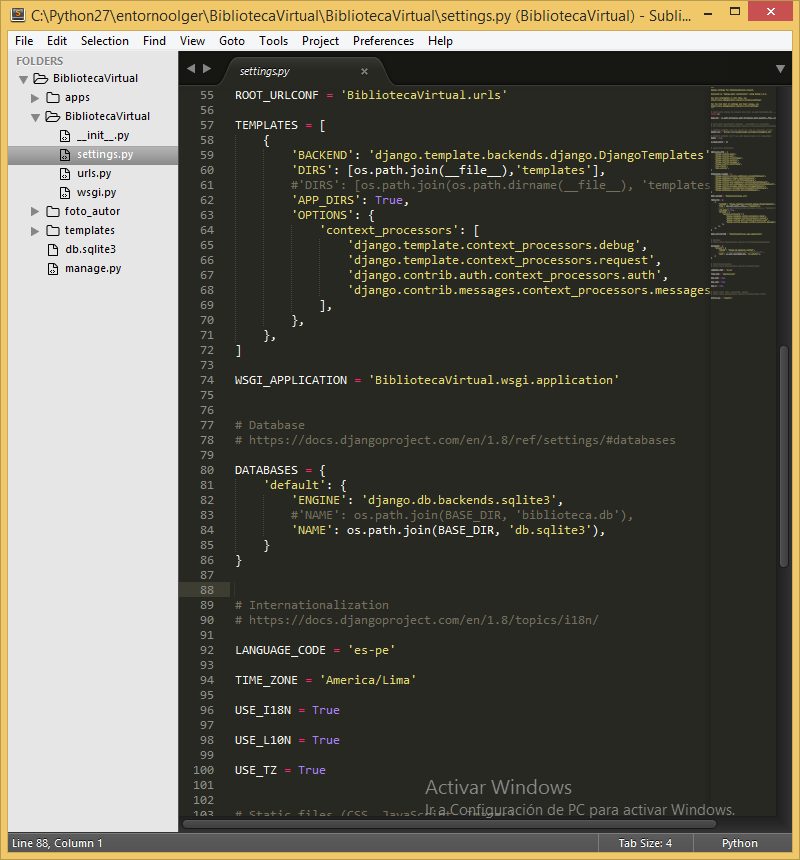 C:\Python27\entornoolger\BibliotecaVirtual\BibliotecaVirtual\settings.py (BibliotecaVirtual) - Subli...
File Edit Selection Find View Goto Tools Project Preferences Help
FOLDERS
BibliotecaVirtual
apps
BibliotecaVirtual
__init__.py
settings.py
urls.py
wsgi.py
foto_autor
templates
db.sqlite3
manage.py
settings.py
55 ROOT_URLCONF = 'BibliotecaVirtual.urls'
56
57 TEMPLATES = [
58     {
59         'BACKEND': 'django.template.backends.django.DjangoTemplates'
60         'DIRS': [os.path.join(__file__),'templates'],
61         #'DIRS': [os.path.join(os.path.dirname(__file__), 'templates
62         'APP_DIRS': True,
63         'OPTIONS': {
64             'context_processors': [
65                 'django.template.context_processors.debug',
66                 'django.template.context_processors.request',
67                 'django.contrib.auth.context_processors.auth',
68                 'django.contrib.messages.context_processors.messages
69             ],
70         },
71     },
72 ]
73
74 WSGI_APPLICATION = 'BibliotecaVirtual.wsgi.application'
75
76
77 # Database
78 # https://docs.djangoproject.com/en/1.8/ref/settings/#databases
79
80 DATABASES = {
81     'default': {
82         'ENGINE': 'django.db.backends.sqlite3',
83         #'NAME': os.path.join(BASE_DIR, 'biblioteca.db'),
84         'NAME': os.path.join(BASE_DIR, 'db.sqlite3'),
85     }
86 }
87
88
89 # Internationalization
90 # https://docs.djangoproject.com/en/1.8/topics/i18n/
91
92 LANGUAGE_CODE = 'es-pe'
93
94 TIME_ZONE = 'America/Lima'
95
96 USE_I18N = True
97
98 USE_L10N = True
99
100 USE_TZ = True
101
102
103 # Static files (CSS, JavaScript, Images)
Activar Windows
Ir a Configuración de PC para activar Windows.
Line 88, Column 1
Tab Size: 4
Python